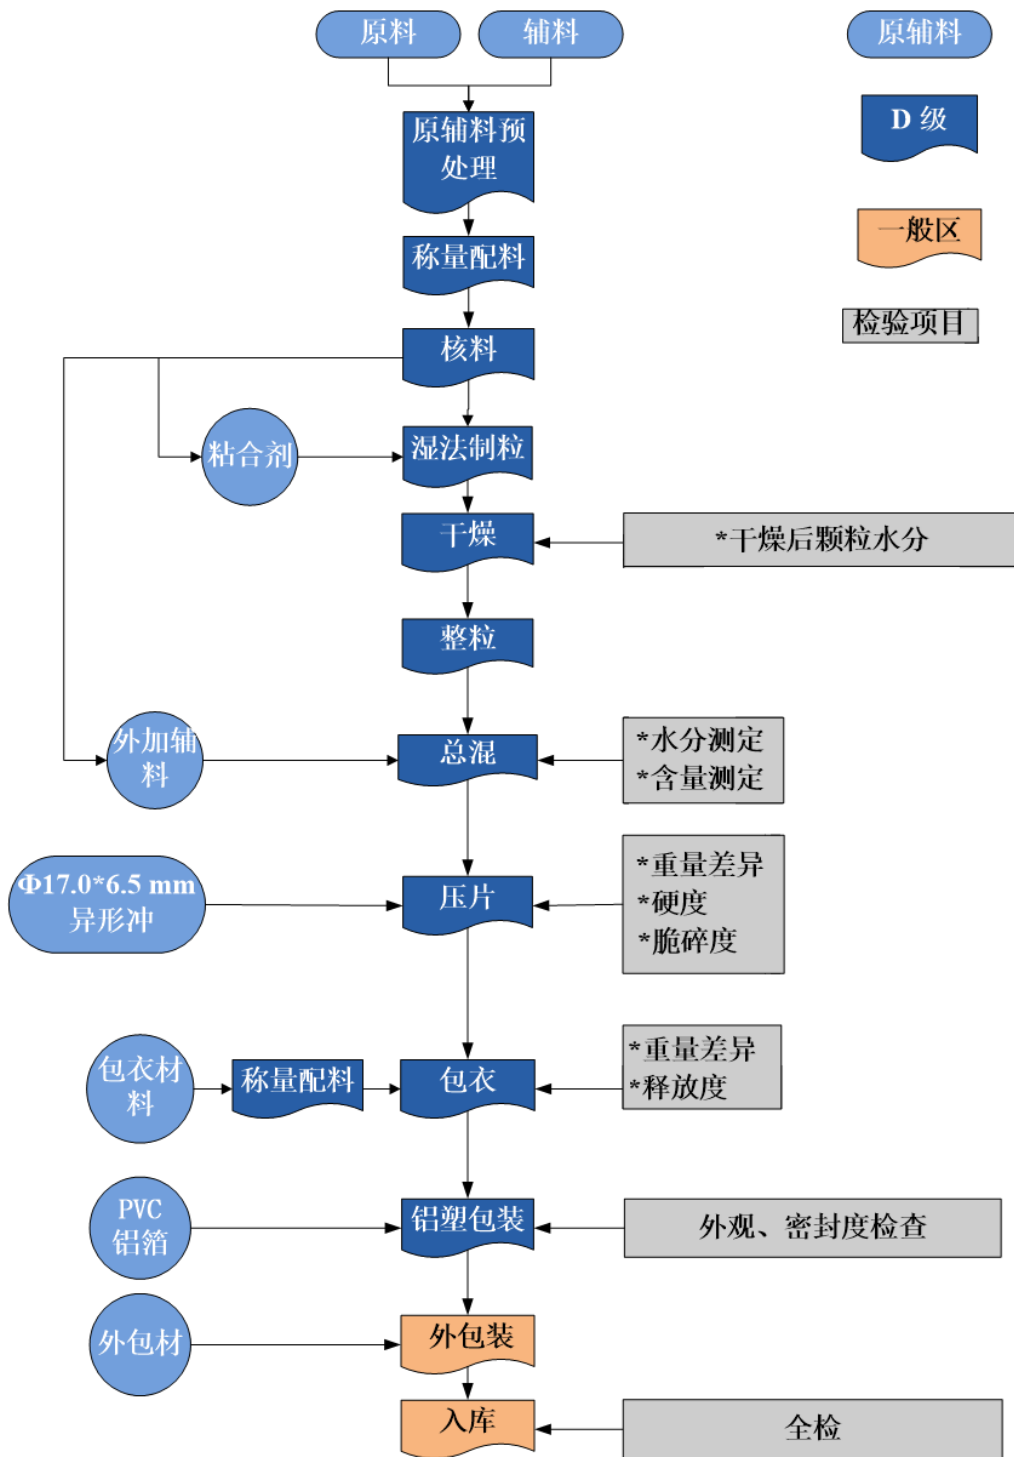 原料
辅料
原辅料
D 级
原辅料预
处理
一般区
称量配料
检验项目
核料
粘合剂
湿法制粒
干燥
*干燥后颗粒水分
整粒
外加辅
料
总混
*水分测定
*含量测定
Φ17.0*6.5 mm
异形冲
压片
*重量差异
*硬度
*脆碎度
包衣材
料
称量配料
包衣
*重量差异
*释放度
PVC
铝箔
铝塑包装
外观、密封度检查
外包材
外包装
入库
全检